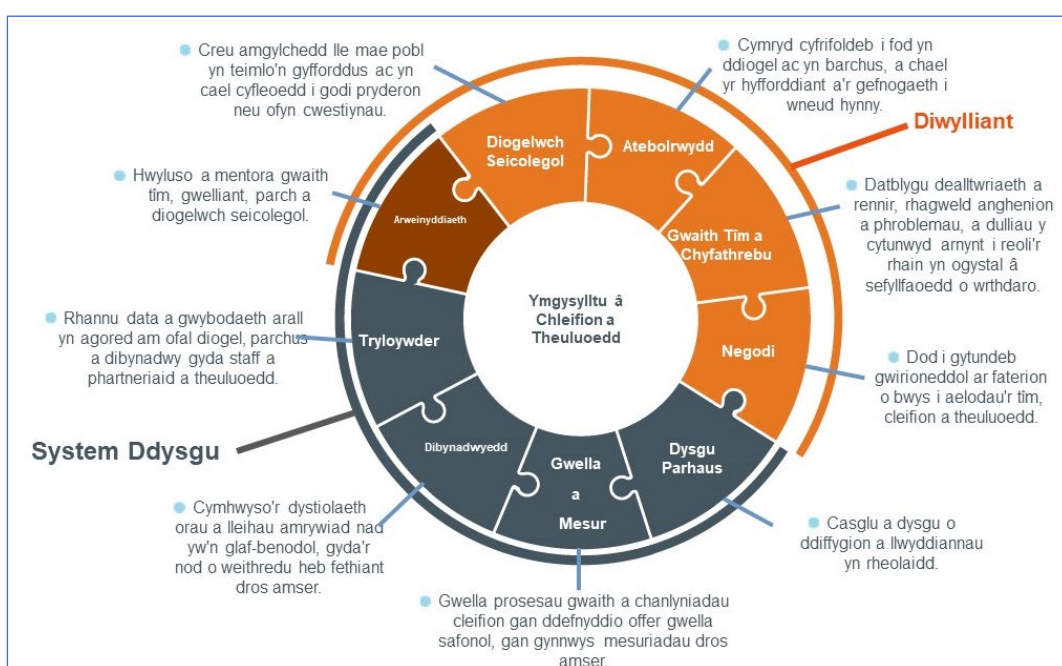 Creu amgylchedd lle mae pobl
yn teimlo'n gyfforddus ac yn
cael cyfleoedd i godi pryderon
neu ofyn cwestiynau.
Cymryd cyfrifoldeb i fod yn
ddiogel ac yn barchus, a chael
yr hyfforddiant a'r gefnogaeth i
wneud hynny.
Diwylliant
Hwyluso a mentora gwaith
tîm, gwelliant, parch a
diogelwch seicolegol.
Datblygu dealltwriaeth a
rennir, rhagweld anghenion
a phroblemau, a dulliau y
cytunwyd arnynt i reoli'r
rhain yn ogystal â
sefyllfaoedd o wrthdaro.
Diogelwch
Seicolegol
Atebolrwydd
Arweinyddiaeth
Gwaith Tîm a
Chyfathrebu
Ymgysylltu â
Chleifion a
Theuluoedd
Tryloywder
Negodi
Rhannu data a gwybodaeth arall
yn agored am ofal diogel, parchus
a dibynadwy gyda staff a
phartneriaid a theuluoedd.
Dod i gytundeb
gwirioneddol ar faterion
o bwys i aelodau'r tîm,
cleifion a theuluoedd.
System Ddysgu
Dibynadwyedd
Gwella
a
Mesur
Dysgu
Parhaus
Cymhwyso'r dystiolaeth
orau a lleihau amrywiad nad
yw'n glaf-benodol, gyda'r
nod o weithredu heb fethiant
dros amser.
Casglu a dysgu o
ddiffygion a llwyddiannau
yn rheolaidd.
Gwella prosesau gwaith a chanlyniadau
cleifion gan ddefnyddio offer gwella
safonol, gan gynnwys mesuriadau dros
amser.